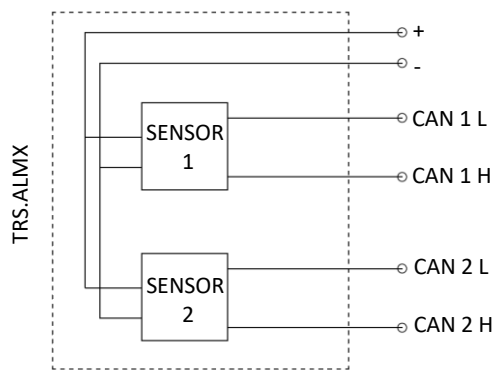 +
-
CAN 1 L
SENSOR
1
CAN 1 H
TRS.ALMX
CAN 2 L
SENSOR
2
CAN 2 H